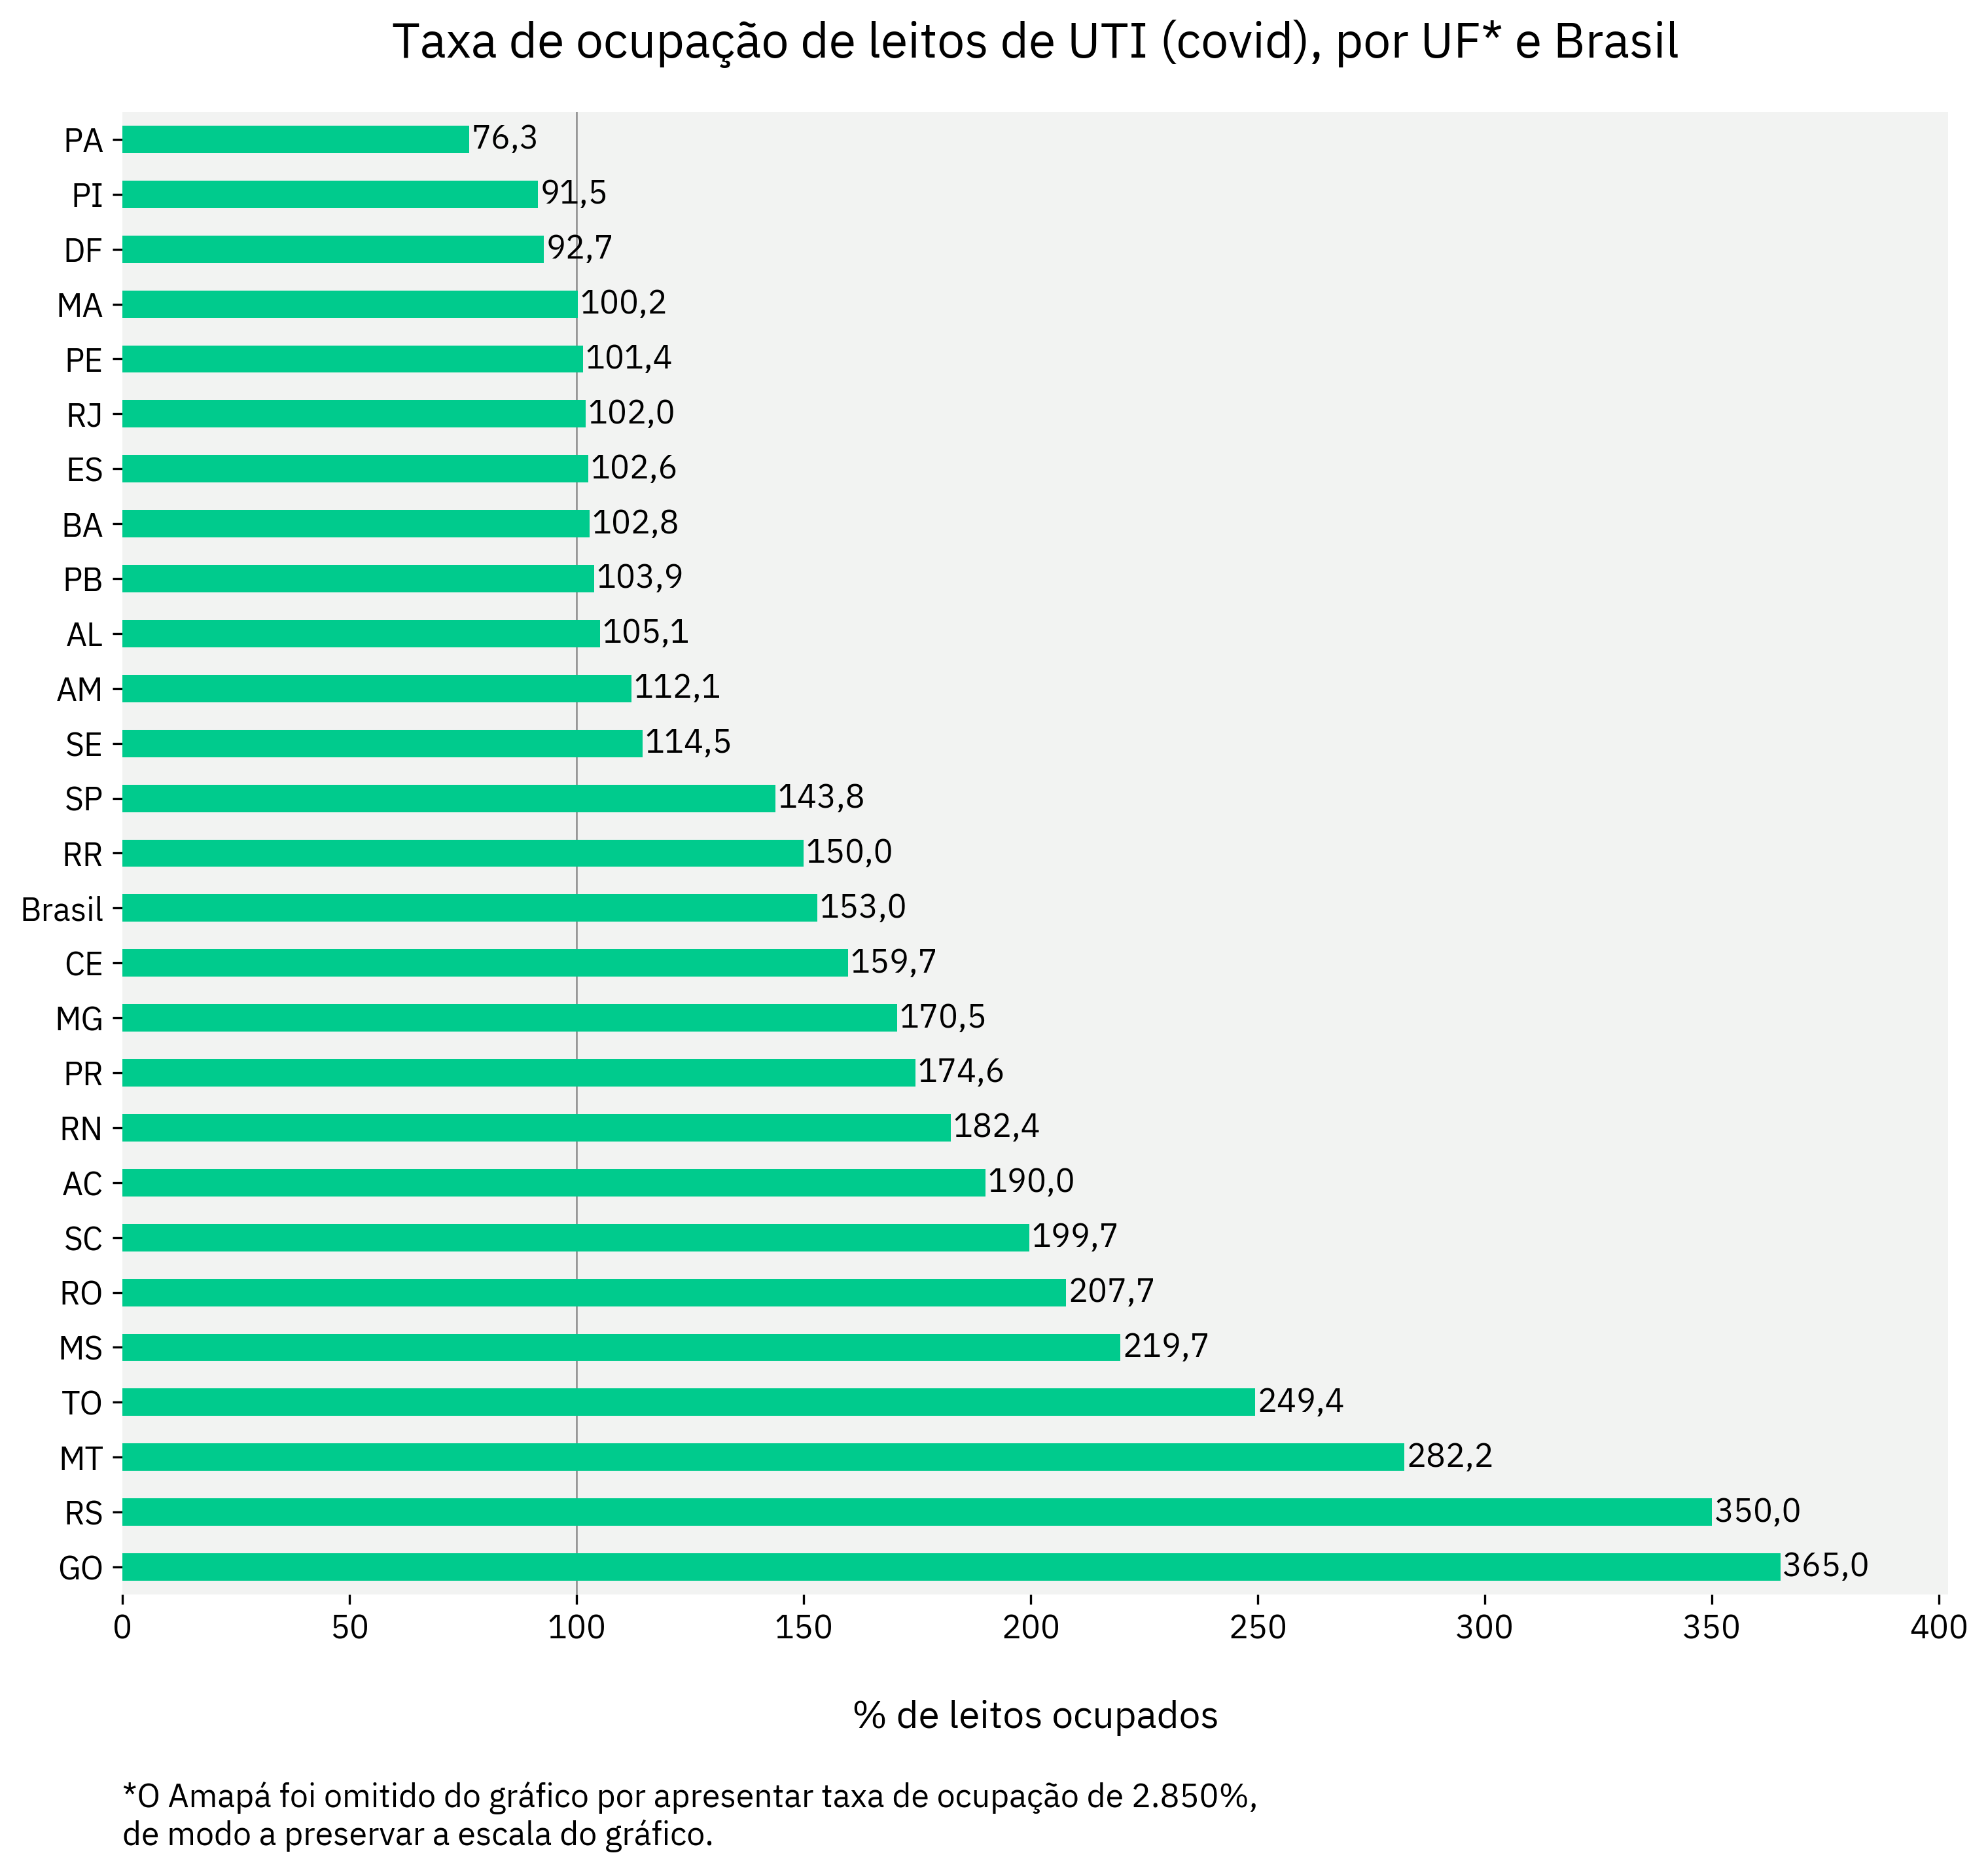 Taxa de ocupação de leitos de UTI (covid), por UF* e Brasil
PA 76,3
PI 91,5
DF 92,7
MA 100,2
PE 101,4
RJ 102,0
ES 102,6
BA 102,8
PB 103,9
AL 105,1
AM 112,1
SE 114,5
SP 143,8
RR 150,0
Brasil 153,0
CE 159,7
MG 170,5
PR 174,6
RN 182,4
AC 190,0
SC 199,7
RO 207,7
MS 219,7
TO 249,4
MT 282,2
RS 350,0
GO 365,0
0 50 100 150 200 250 300 350 400
% de leitos ocupados
*O Amapá foi omitido do gráfico por apresentar taxa de ocupação de 2.850%,
de modo a preservar a escala do gráfico.